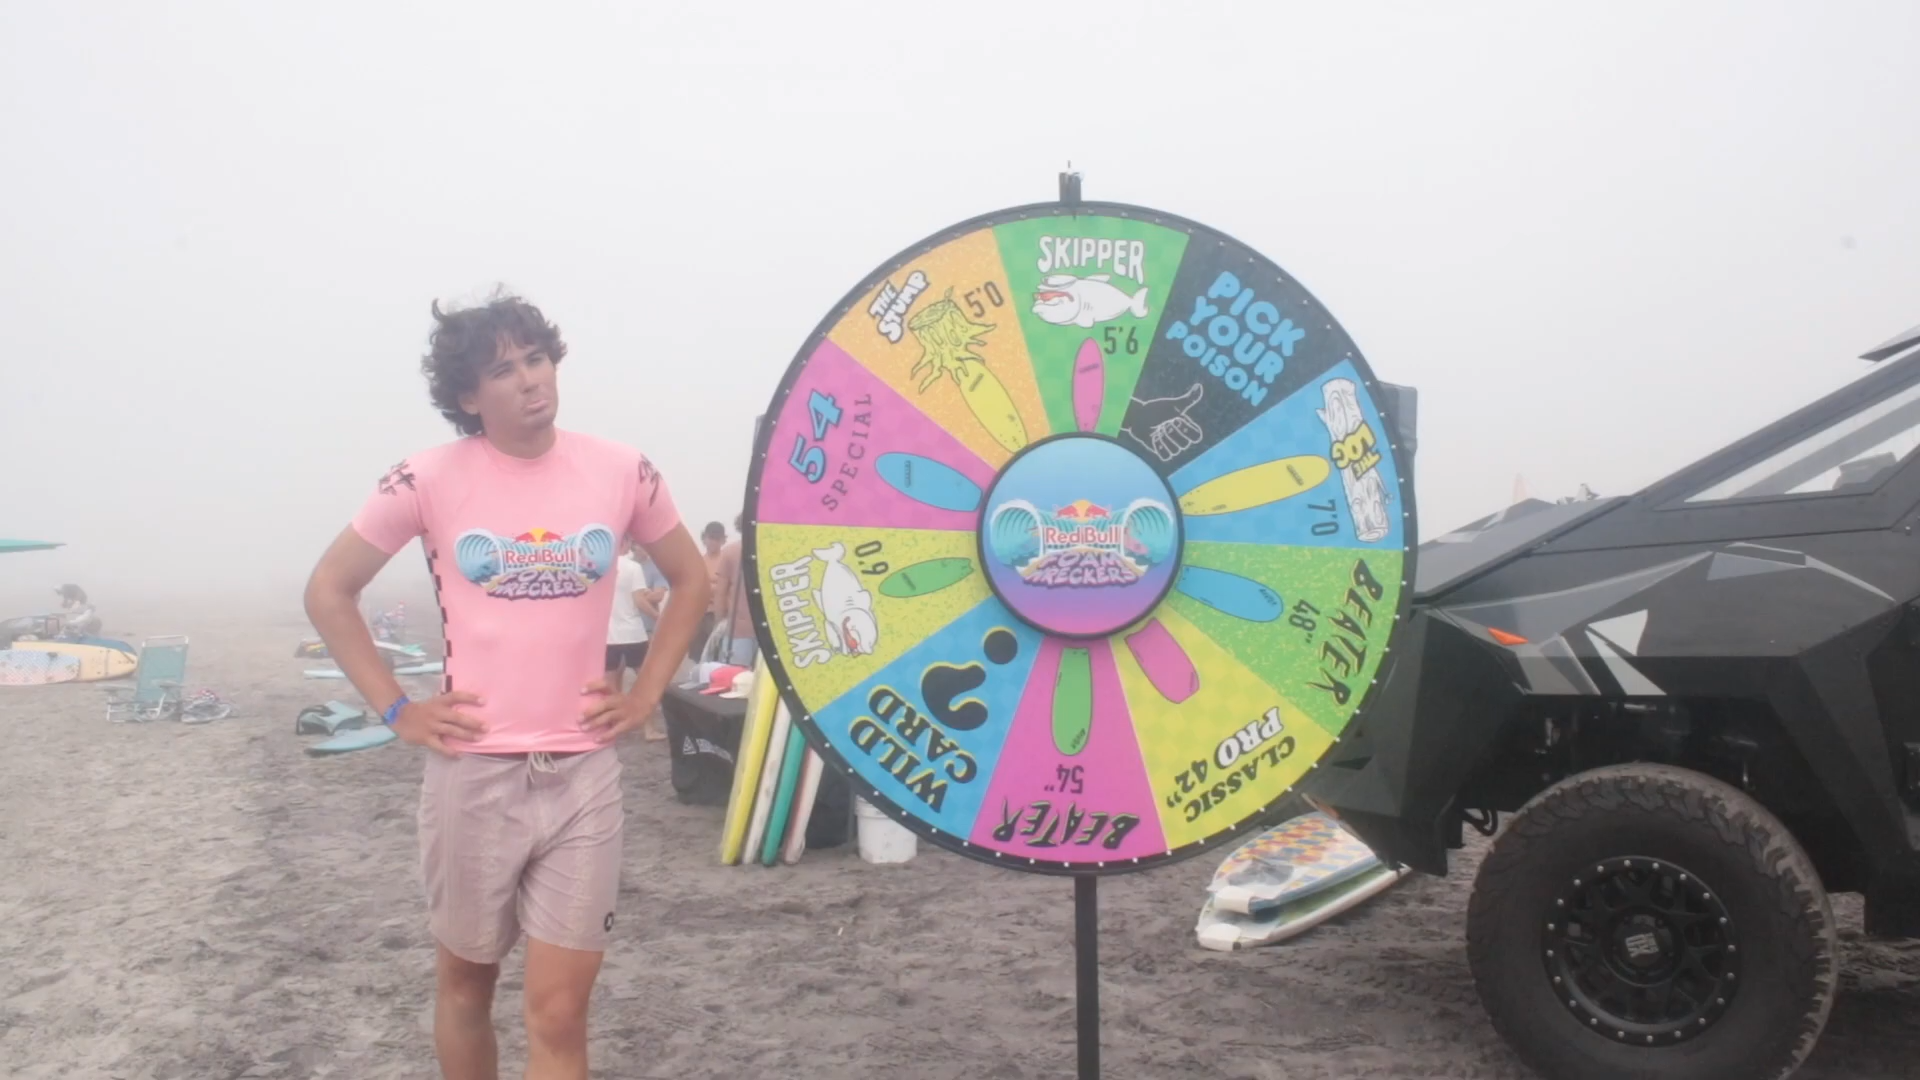 SKIPPER
5'6
PICK
YOUR
POISON
THE
LOG
7'0
BEATER
48"
CLASSIC
PRO 42"
BEATER
54"
WILD
CARD
?
SKIPPER
6'0
54
SPECIAL
THE
STUMP
5'0
Red Bull
FOAM
WRECKERS
Red Bull
FOAM
WRECKERS